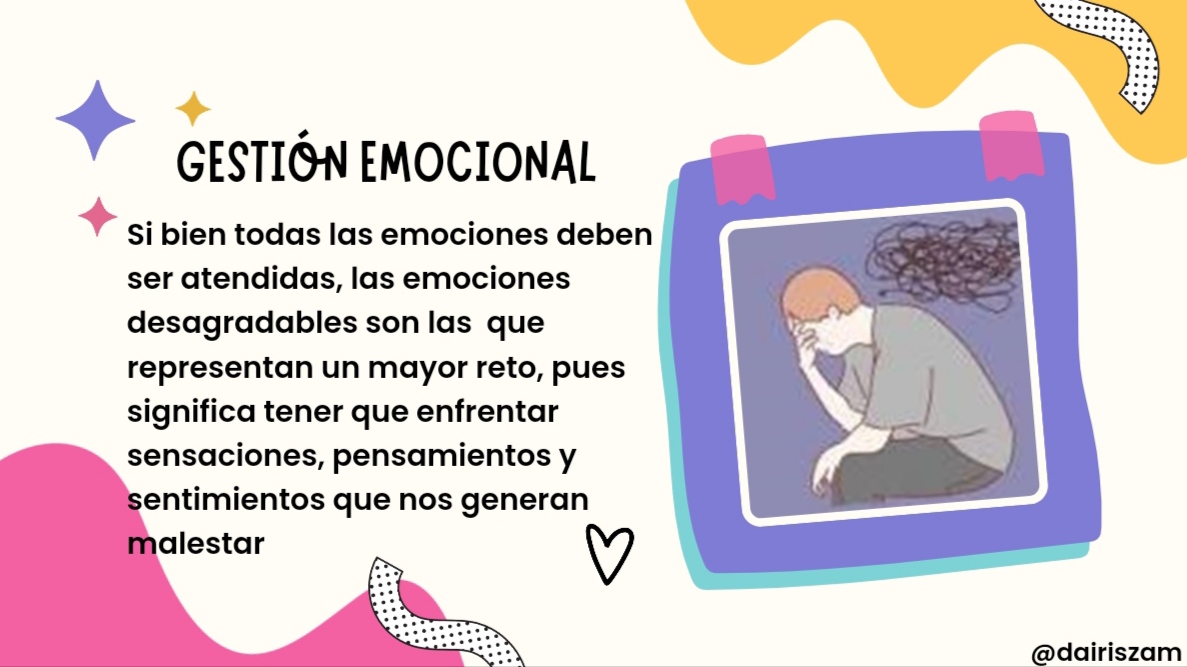 GESTIÓN EMOCIONAL
Si bien todas las emociones deben
ser atendidas, las emociones
desagradables son las  que
representan un mayor reto, pues
significa tener que enfrentar
sensaciones, pensamientos y
sentimientos que nos generan
malestar
@dairiszam